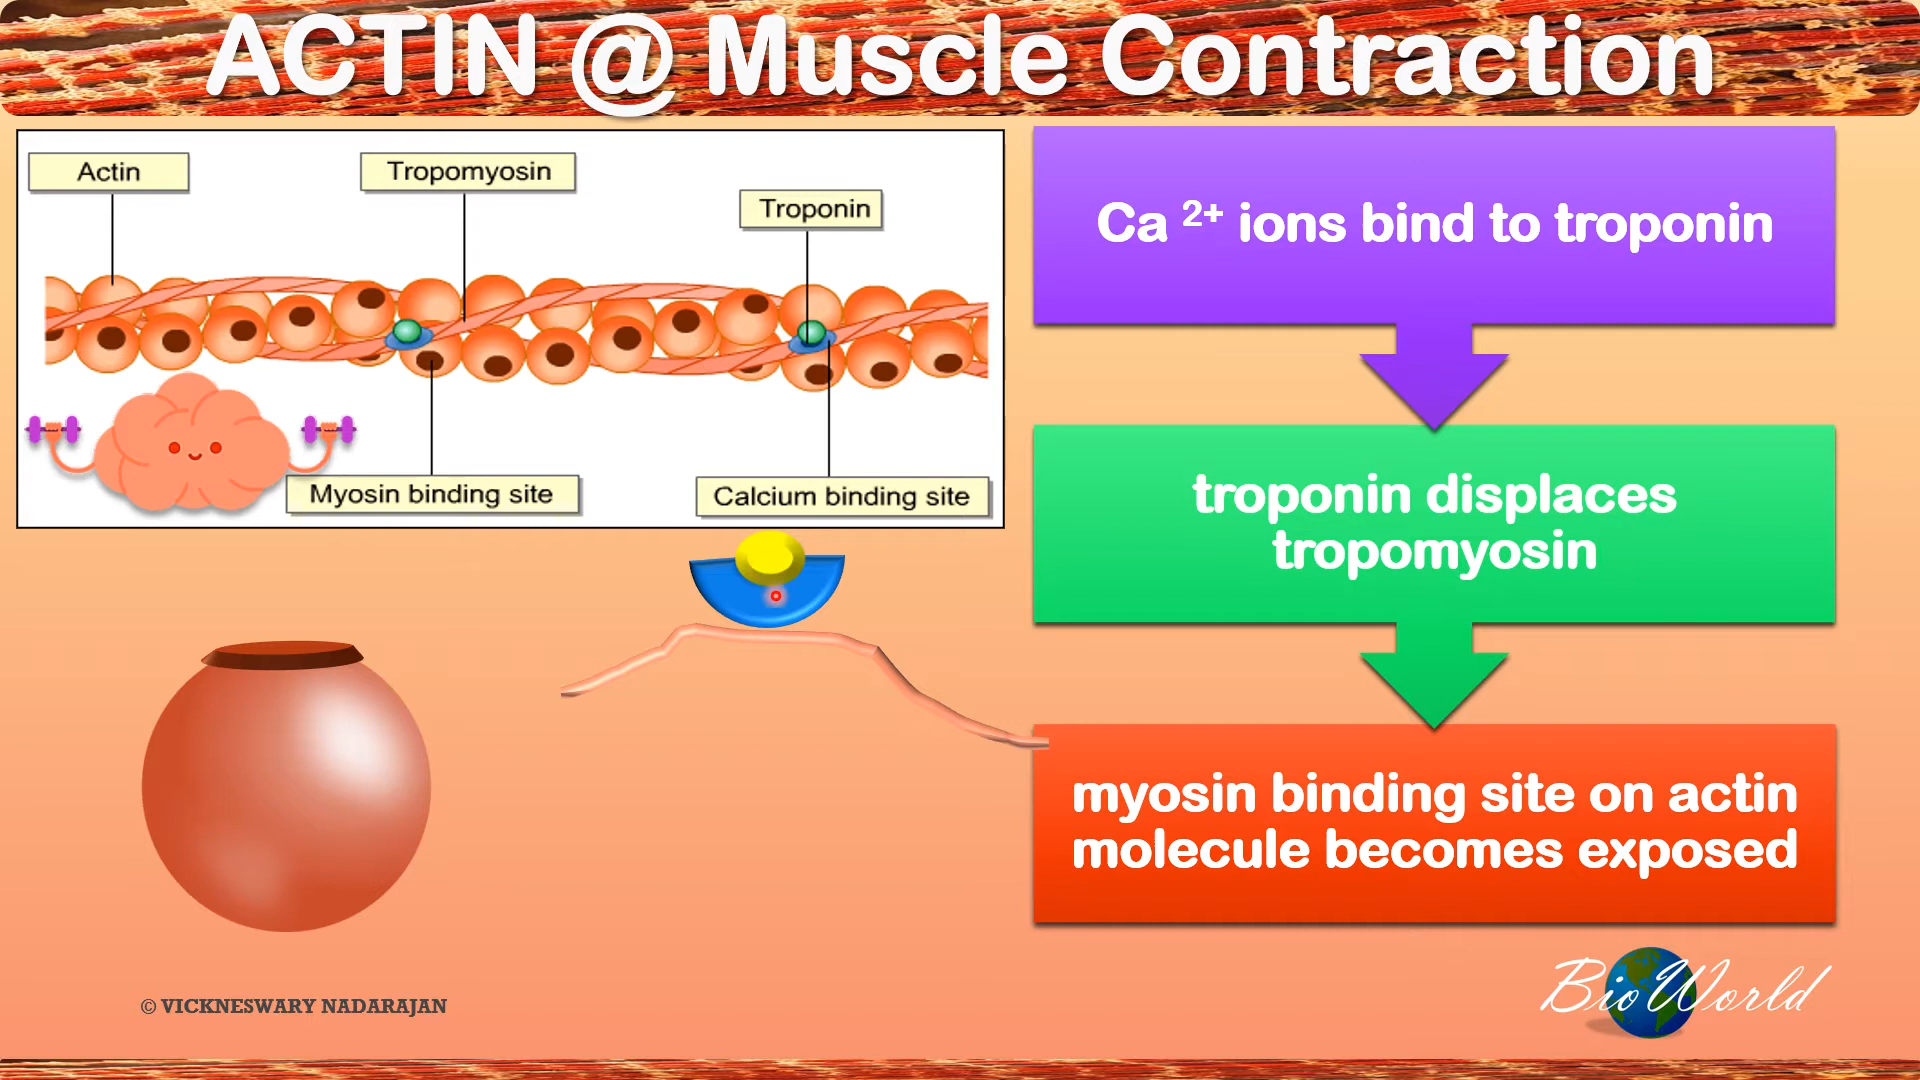 ACTIN @ Muscle Contraction
Actin
Tropomyosin
Troponin
Myosin binding site
Calcium binding site
Ca 2+ ions bind to troponin
troponin displaces
tropomyosin
myosin binding site on actin
molecule becomes exposed
© VICKNESWARY NADARAJAN
BioWorld